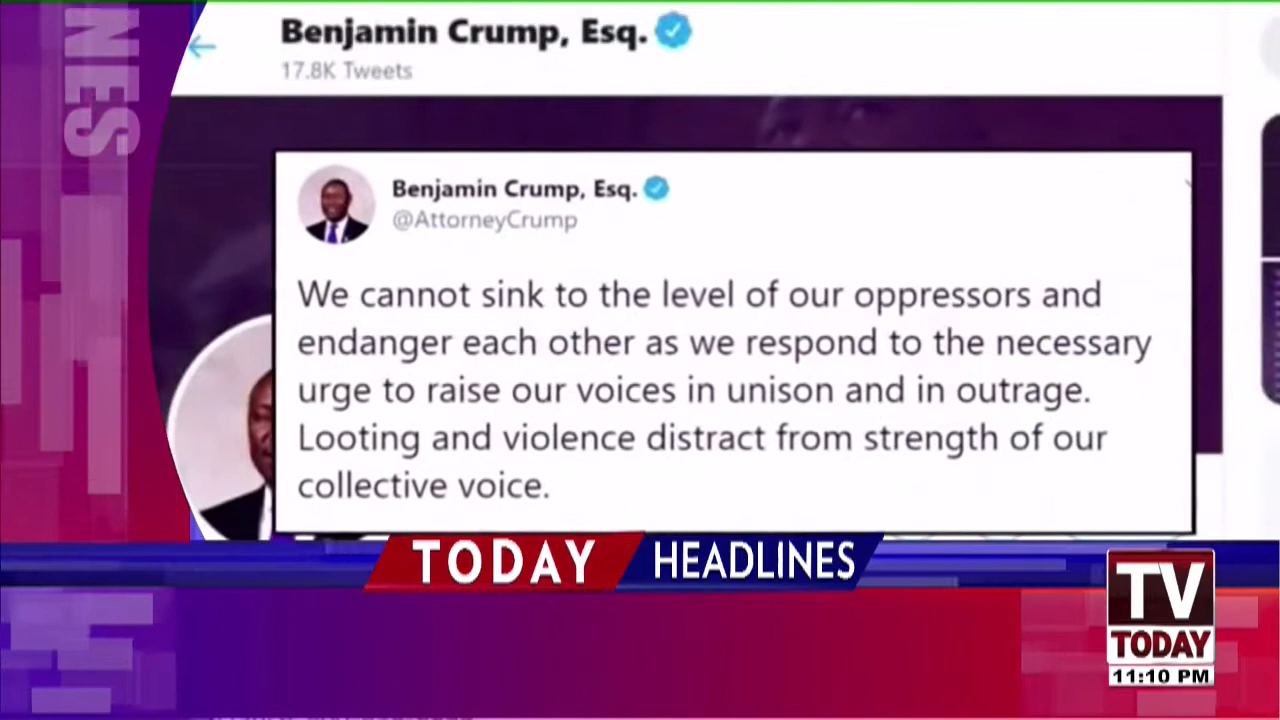 NES
Benjamin Crump, Esq.
17.8K Tweets
Benjamin Crump, Esq.
@AttorneyCrump
We cannot sink to the level of our oppressors and
endanger each other as we respond to the necessary
urge to raise our voices in unison and in outrage.
Looting and violence distract from strength of our
collective voice.
TODAY HEADLINES
TV
TODAY
11:10 PM